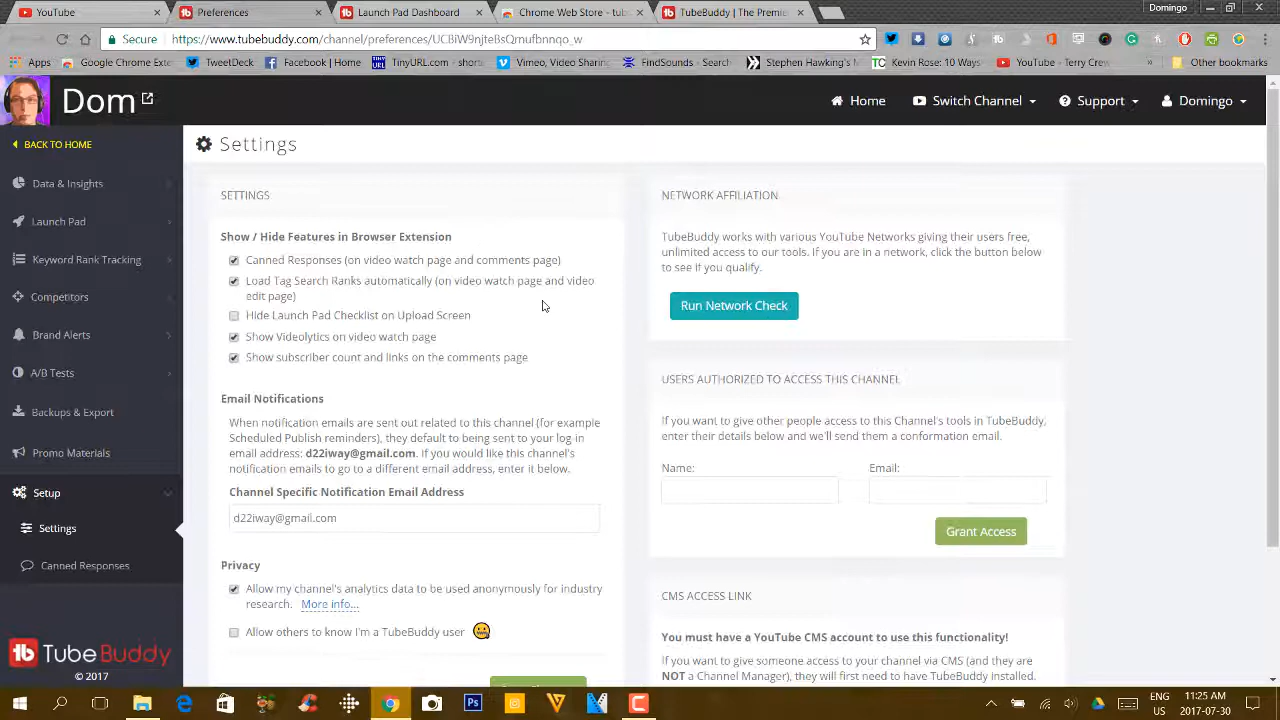 YouTube
Preferences
Launch Pad Dashboard
Chrome Web Store - tub
TubeBuddy | The Premie
Domingo
Secure
https://www.tubebuddy.com/channel/preferences/
Apps
Google Chrome Exte
TweetDeck
Facebook | Home
TinyURL.com - shorte
Vimeo, Video Sharing
FindSounds - Search
Stephen Hawking's M
Kevin Rose: 10 Ways
YouTube - Terry Crew
Other bookmarks
Dom
Home
Switch Channel
Support
Domingo
BACK TO HOME
Data & Insights
Launch Pad
Keyword Rank Tracking
Competitors
Brand Alerts
A/B Tests
Backups & Export
Promo Materials
Setup
Settings
Canned Responses
TubeBuddy
© 2017
Settings
SETTINGS
Show / Hide Features in Browser Extension
Canned Responses (on video watch page and comments page)
Load Tag Search Ranks automatically (on video watch page and video
edit page)
Hide Launch Pad Checklist on Upload Screen
Show Videolytics on video watch page
Show subscriber count and links on the comments page
Email Notifications
When notification emails are sent out related to this channel (for example
Scheduled Publish reminders), they default to being sent to your log-in
email address: d22iway@gmail.com. If you would like this channel's
notification emails to go to a different email address, enter it below.
Channel Specific Notification Email Address
d22iway@gmail.com
Privacy
Allow my channel's analytics data to be used anonymously for industry
research. More info...
Allow others to know I'm a TubeBuddy user
NETWORK AFFILIATION
TubeBuddy works with various YouTube Networks giving their users free,
unlimited access to our tools. If you are in a network, click the button below
to see if you qualify.
Run Network Check
USERS AUTHORIZED TO ACCESS THIS CHANNEL
If you want to give other people access to this Channel's tools in TubeBuddy,
enter their details below and we'll send them a conformation email.
Name:
Email:
Grant Access
CMS ACCESS LINK
You must have a YouTube CMS account to use this functionality!
If you want to give someone access to your channel via CMS (and they are
NOT a Channel Manager), they will first need to have TubeBuddy installed.
ENG
US
11:25 AM
2017-07-30